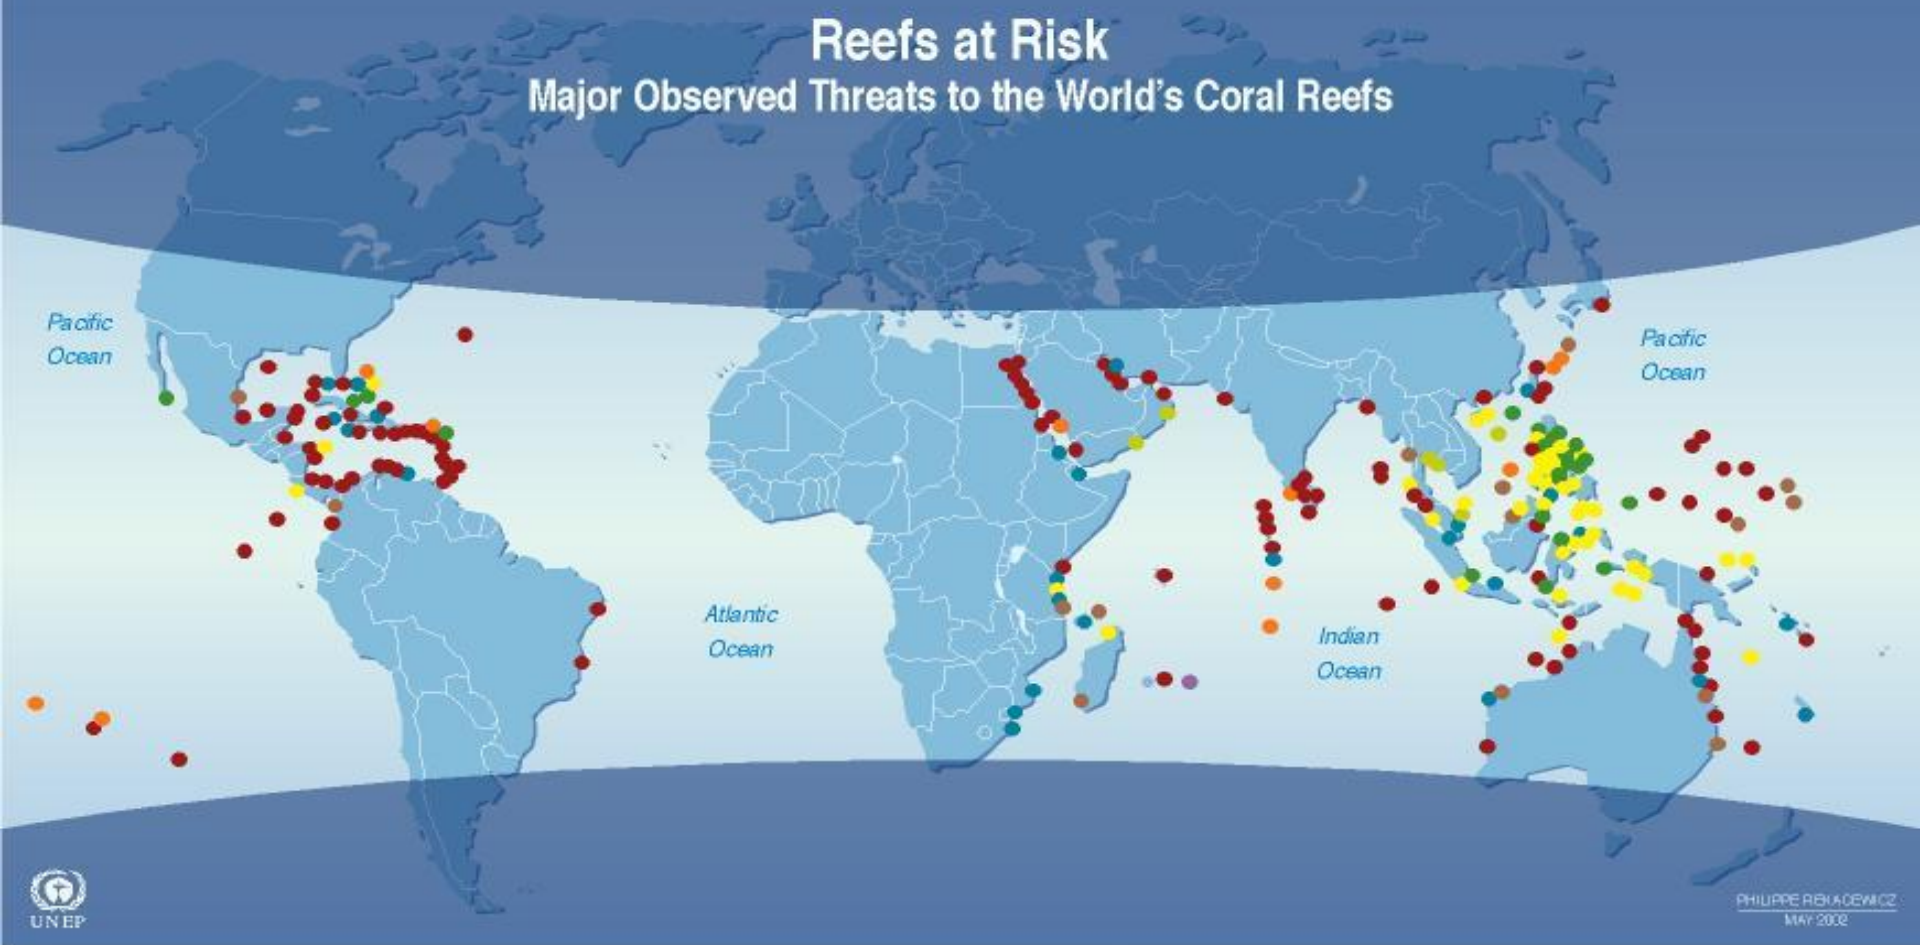 Reefs at Risk
Major Observed Threats to the World's Coral Reefs
Pacific
Ocean
Pacific
Ocean
Atlantic
Ocean
Indian
Ocean
UNEP
PHILIPPE REKACEWICZ
MAY 2002